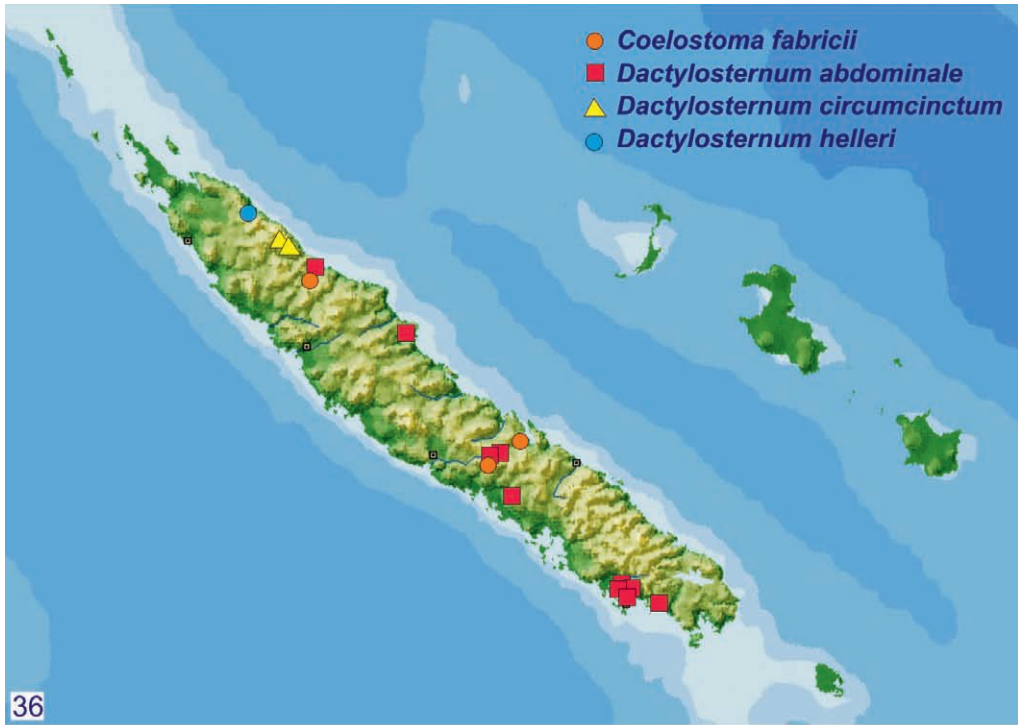 Coelostoma fabricii
Dactylosternum abdominale
Dactylosternum circumcinctum
Dactylosternum helleri
36